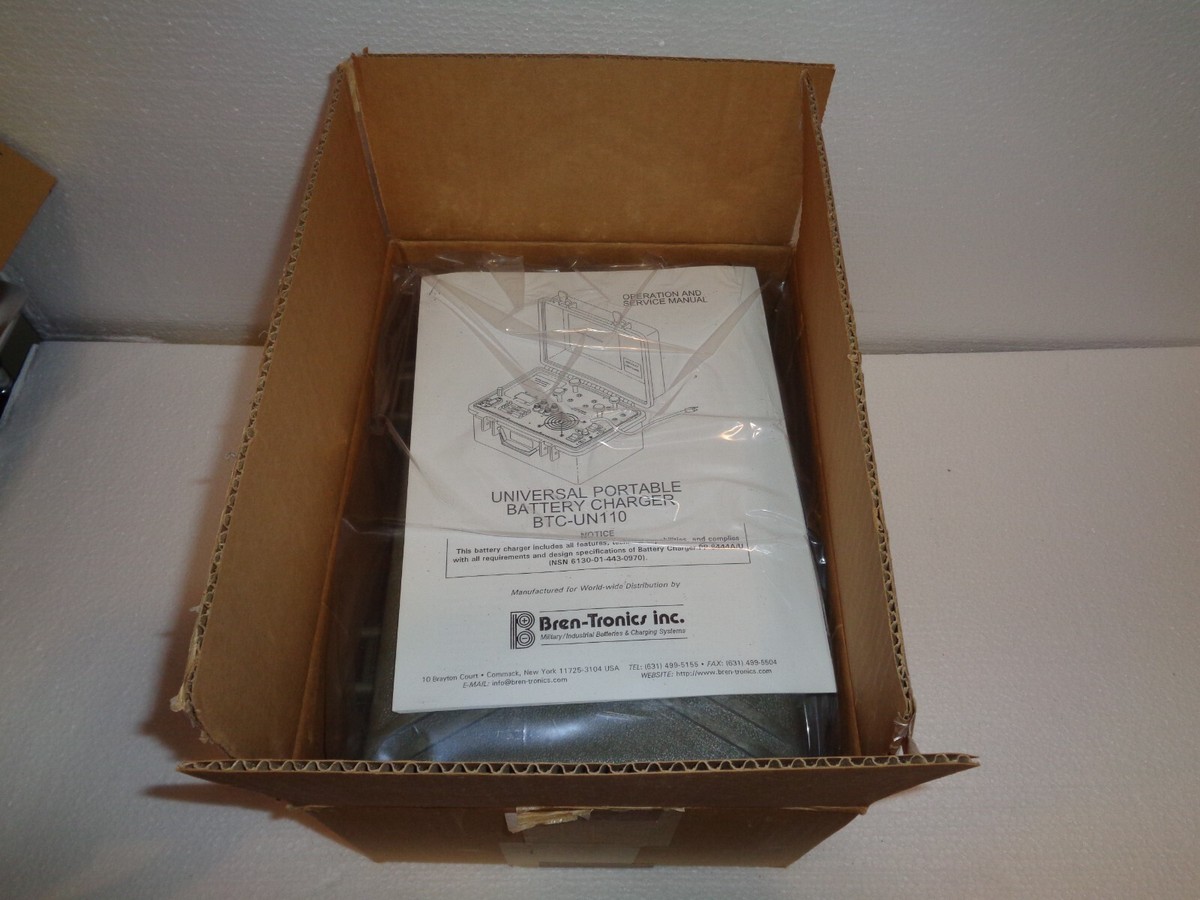 OPERATION AND
SERVICE MANUAL
UNIVERSAL PORTABLE
BATTERY CHARGER
BTC-UN110
NOTICE
This battery charger includes all features, and complies
with all requirements and design specifications of Battery Charger
(NSN 6130-01-443-0970).
Manufactured for World-wide Distribution by
Bren-Tronics inc.
Military/Industrial Batteries & Charging Systems
10 Brayton Court • Commack, New York 11725-3104 USA TEL: (631) 499-5155 • FAX: (631) 499-5504
E-MAIL: info@bren-tronics.com WEBSITE: http://www.bren-tronics.com